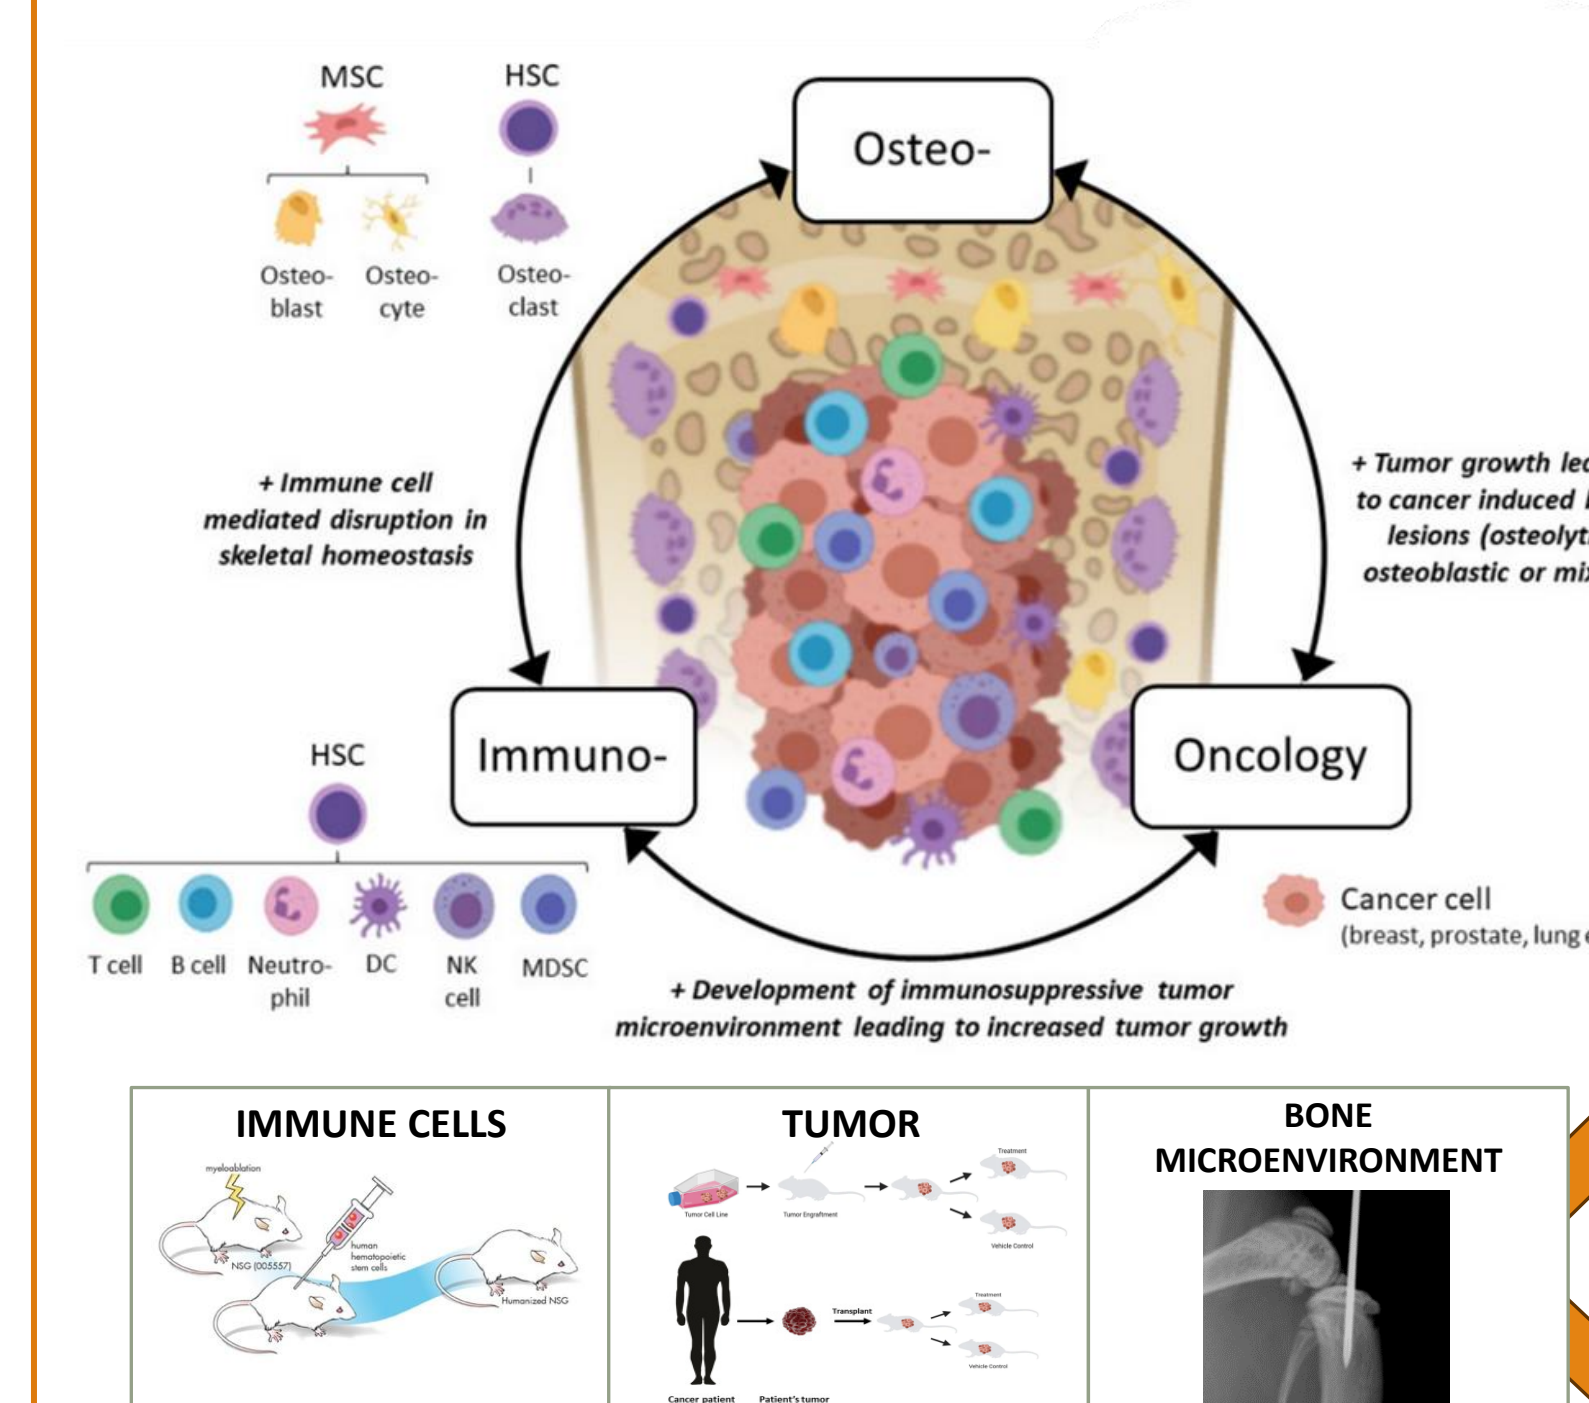 MSC
HSC
Osteo-
blast
Osteo-
cyte
Osteo-
clast
Osteo-
+ Immune cell
mediated disruption in
skeletal homeostasis
+ Tumor growth
to cancer induced
lesions
osteoblastic or
Immuno-
Oncology
HSC
T cell
B cell
Neutro-
phil
DC
NK
cell
MDSC
Cancer cell
(breast, prostate, lung
+ Development of immunosuppressive tumor
microenvironment leading to increased tumor growth
IMMUNE CELLS
myeloablation
NSG (005557)
human
hematopoietic
stem cells
Humanized NSG
TUMOR
Tumor Cell Line
Tumor Engraftment
Treatment
Vehicle Control
Cancer patient
Patient's tumor
Transplant
Treatment
Vehicle Control
BONE
MICROENVIRONMENT